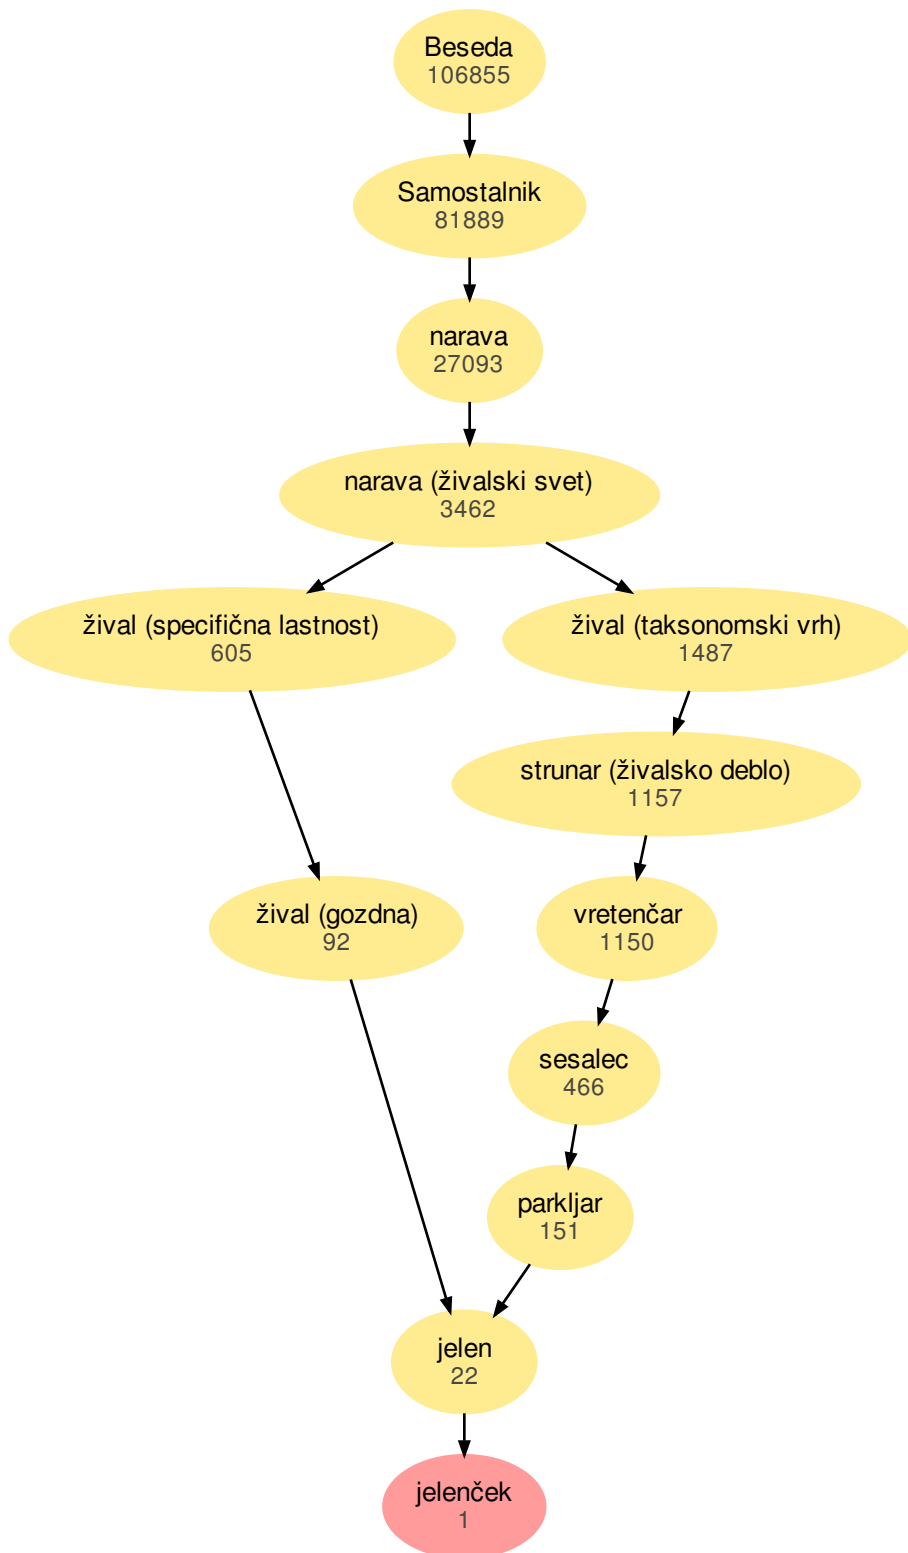 Beseda
106855
Samostalnik
81889
narava
27093
narava (živalski svet)
3462
žival (specifična lastnost)
605
žival (taksonomski vrh)
1487
strunar (živalsko deblo)
1157
žival (gozdna)
92
vretenčar
1150
sesalec
466
parkljar
151
jelen
22
jelenček
1